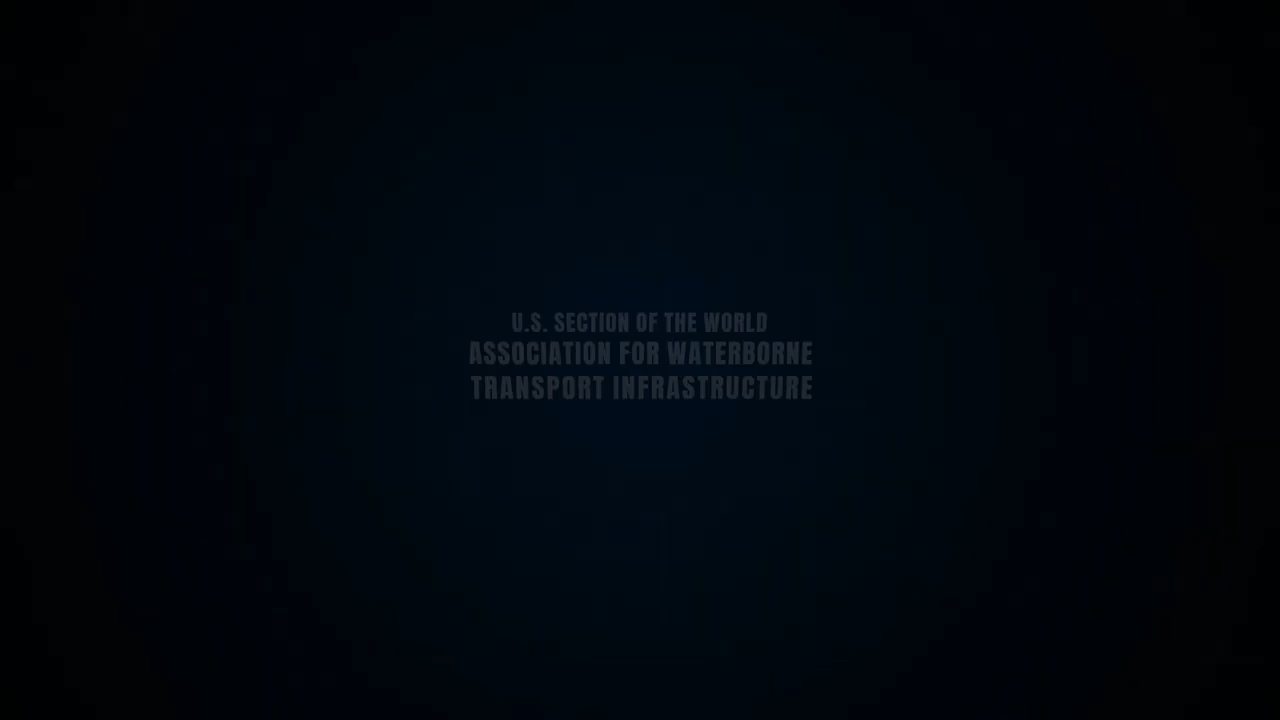 U.S. SECTION OF THE WORLD
ASSOCIATION FOR WATERBORNE
TRANSPORT INFRASTRUCTURE